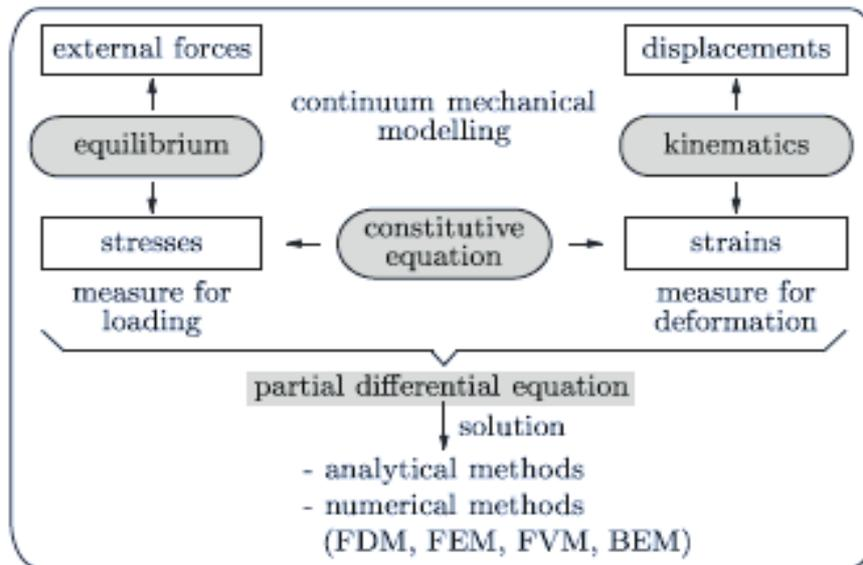 external forces
displacements
continuum mechanical
modelling
equilibrium
kinematics
stresses
constitutive
equation
strains
measure for
loading
measure for
deformation
partial differential equation
solution
- analytical methods
- numerical methods
(FDM, FEM, FVM, BEM)